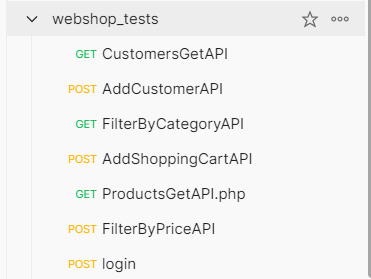 webshop_tests
GET CustomersGetAPI
POST AddCustomerAPI
GET FilterByCategoryAPI
POST AddShoppingCartAPI
GET ProductsGetAPI.php
POST FilterByPriceAPI
POST login